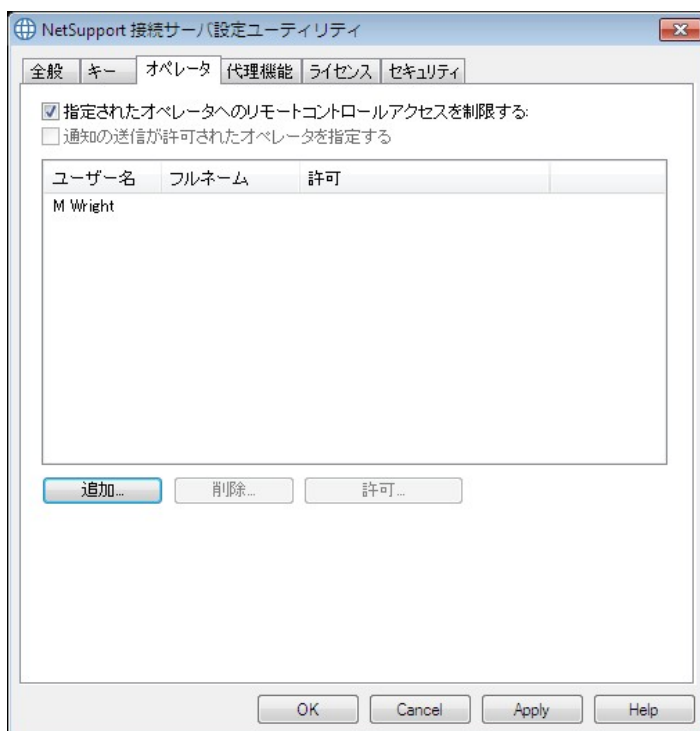 NetSupport 接続サーバ設定ユーティリティ
全般 キー オペレータ 代理機能 ライセンス セキュリティ
指定されたオペレータへのリモートコントロールアクセスを制限する:
通知の送信が許可されたオペレータを指定する
ユーザー名 フルネーム 許可
M Wright
追加... 削除... 許可...
OK Cancel Apply Help